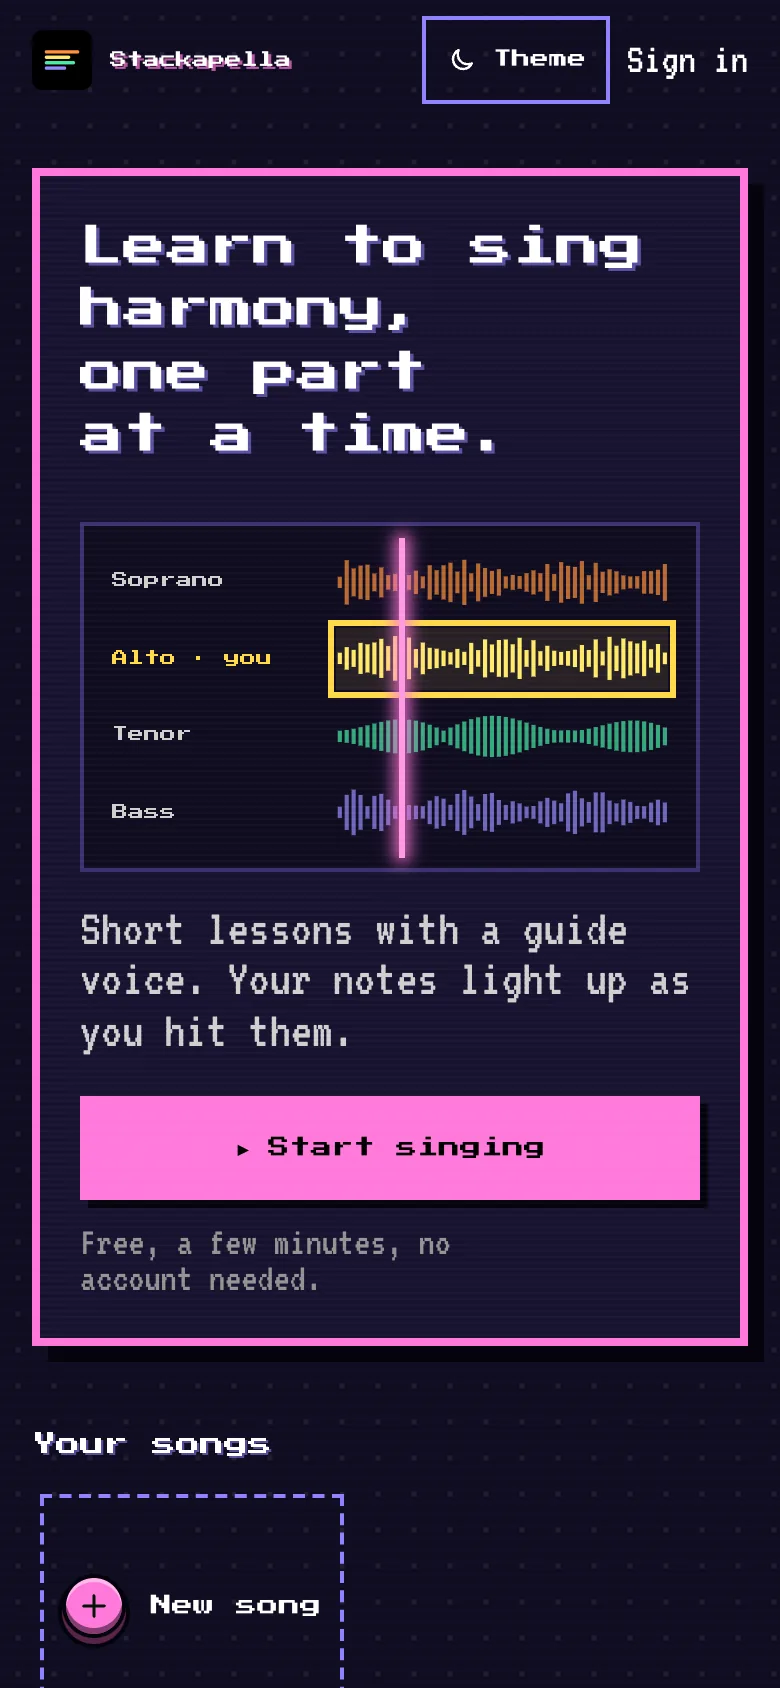 Stackapella
Theme
Sign in
Learn to sing
harmony,
one part
at a time.
Soprano
Alto · you
Tenor
Bass
Short lessons with a guide
voice. Your notes light up as
you hit them.
▶ Start singing
Free, a few minutes, no
account needed.
Your songs
+ New song